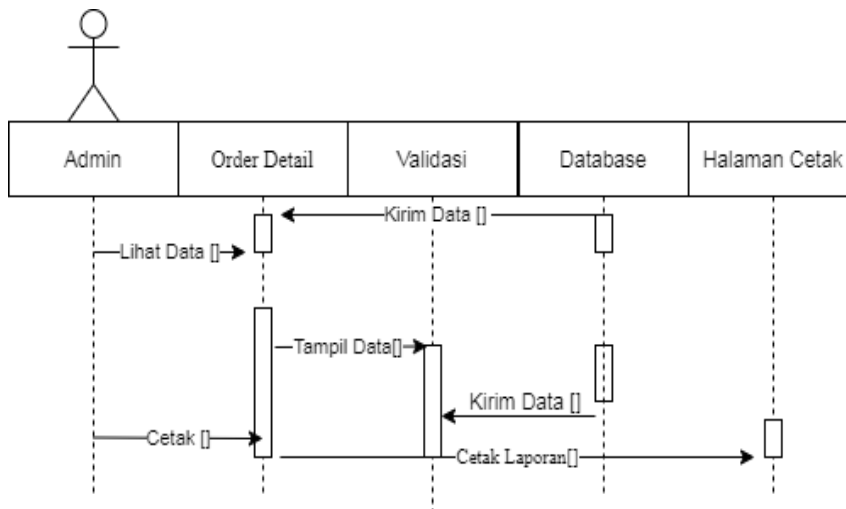 Admin
Order Detail
Validasi
Database
Halaman Cetak
Kirim Data []
Lihat Data []
Tampil Data[]
Kirim Data []
Cetak []
Cetak Laporan[]